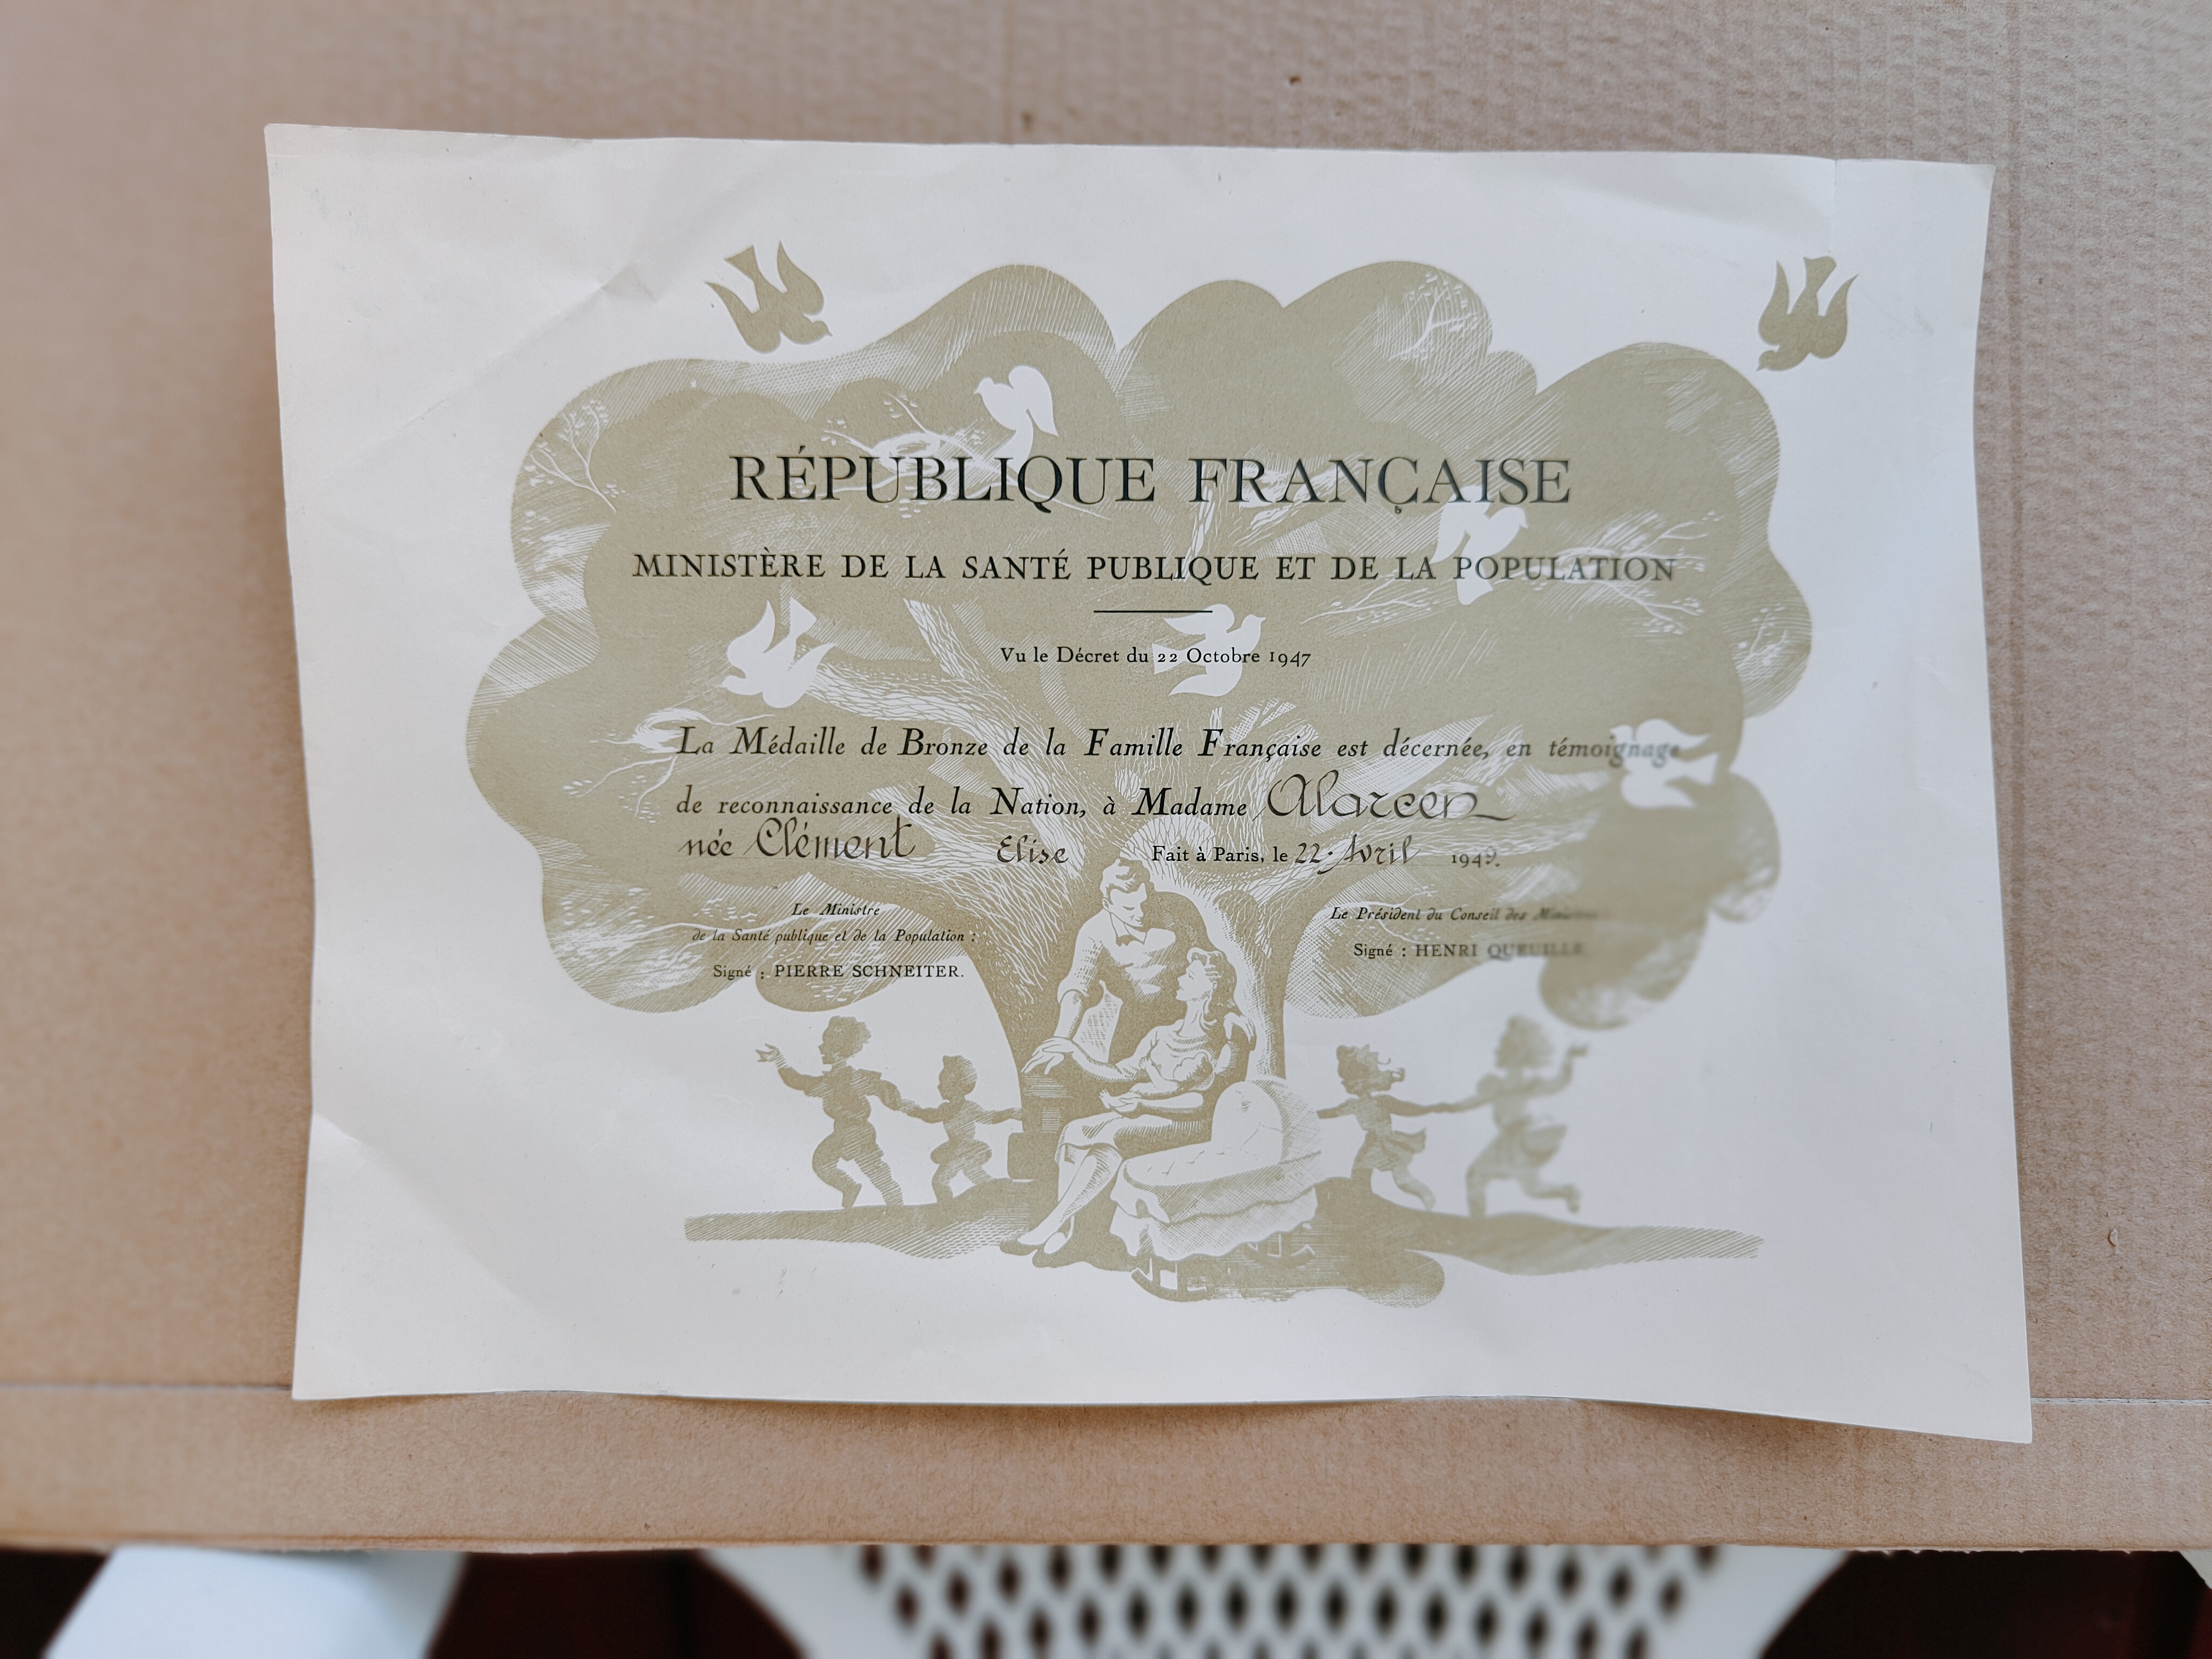 RÉPUBLIQUE FRANÇAISE
MINISTÈRE DE LA SANTÉ PUBLIQUE ET DE LA POPULATION
Vu le Décret du 22 Octobre 1947
La Médaille de Bronze de la Famille Française est décernée, en témoignage
de reconnaissance de la Nation, à Madame
née Clément Elise Fait à Paris, le 22 Avril 1949.
Le Ministre
de la Santé publique et de la Population :
Signé : PIERRE SCHNEITER.
Le Président du Conseil des Ministres
Signé : HENRI QUEUILLE